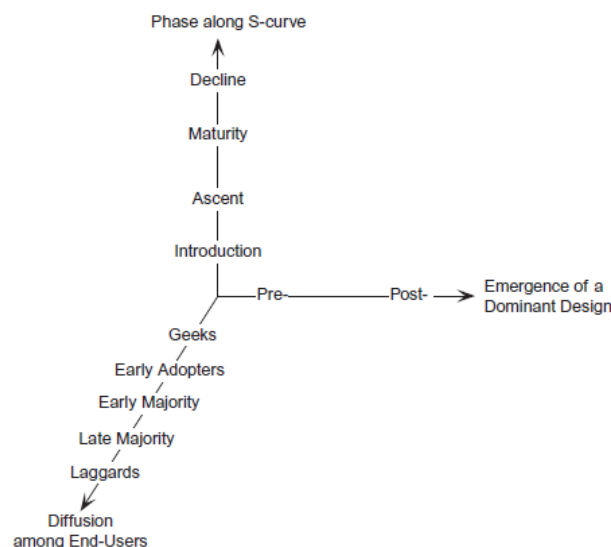 Phase along S-curve
Decline
Maturity
Ascent
Introduction
Pre-
Post-
Emergence of a
Dominant Design
Geeks
Early Adopters
Early Majority
Late Majority
Laggards
Diffusion
among End-Users